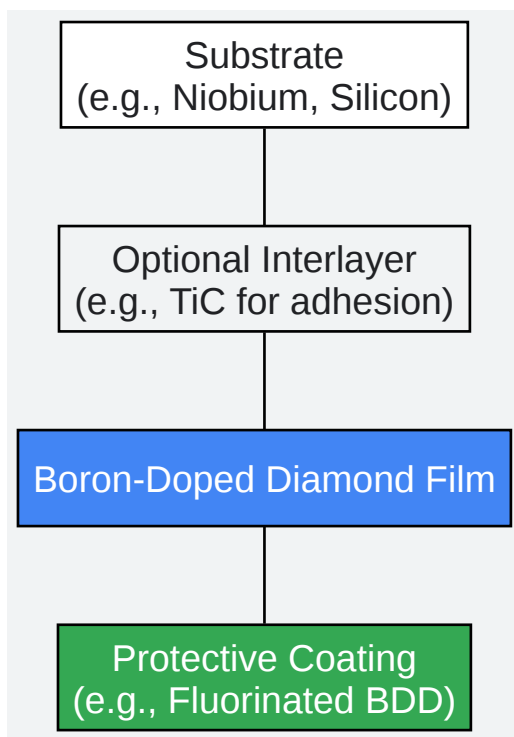 Substrate
(e.g., Niobium, Silicon)
Optional Interlayer
(e.g., TiC for adhesion)
Boron-Doped Diamond Film
Protective Coating
(e.g., Fluorinated BDD)